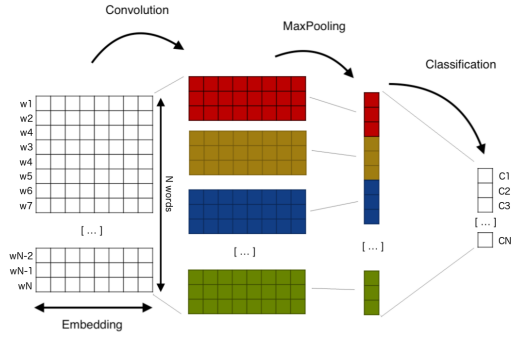 Convolution
MaxPooling
Classification
w1
w2
w4
w3
w4
w5
w6
w7
[ ... ]
wN-2
wN-1
wN
N words
Embedding
[ ... ]
[ ... ]
C1
C2
C3
[ ... ]
CN